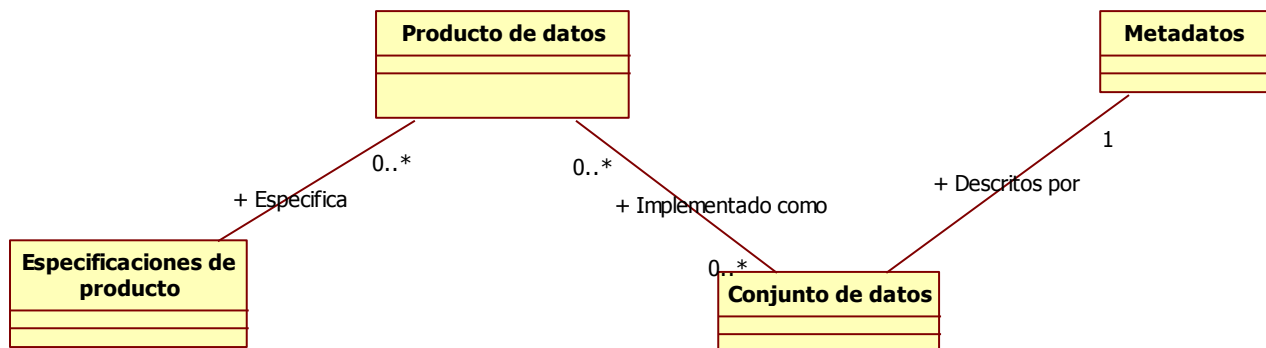 Producto de datos
Metadatos
0..*
0..*
1
+ Especifica
+ Implementado como
+ Descritos por
Especificaciones de
producto
0..*
Conjunto de datos